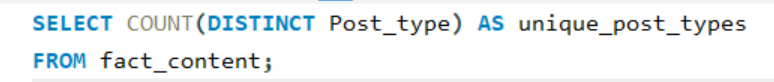 SELECT COUNT(DISTINCT Post_type) AS unique_post_types
FROM fact_content;